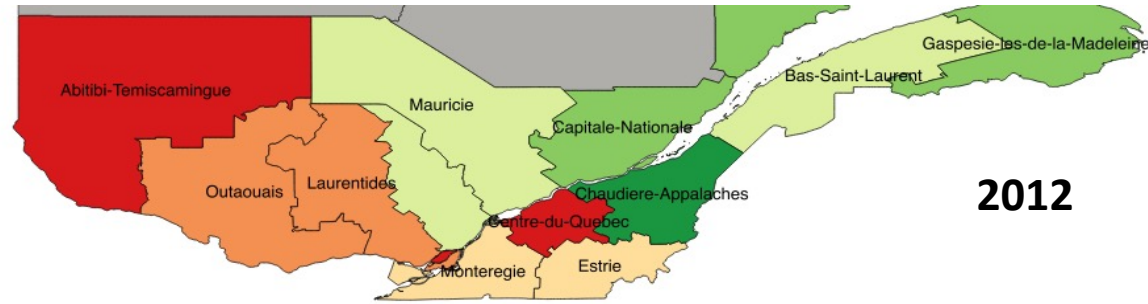 Gaspesie-les-de-la-Madeleine
Bas-Saint-Laurent
Abitibi-Temiscamingue
Mauricie
Capitale-Nationale
Outaouais
Laurentides
Chaudiere-Appalaches
2012
Centre-du-Quebec
Monteregie
Estrie